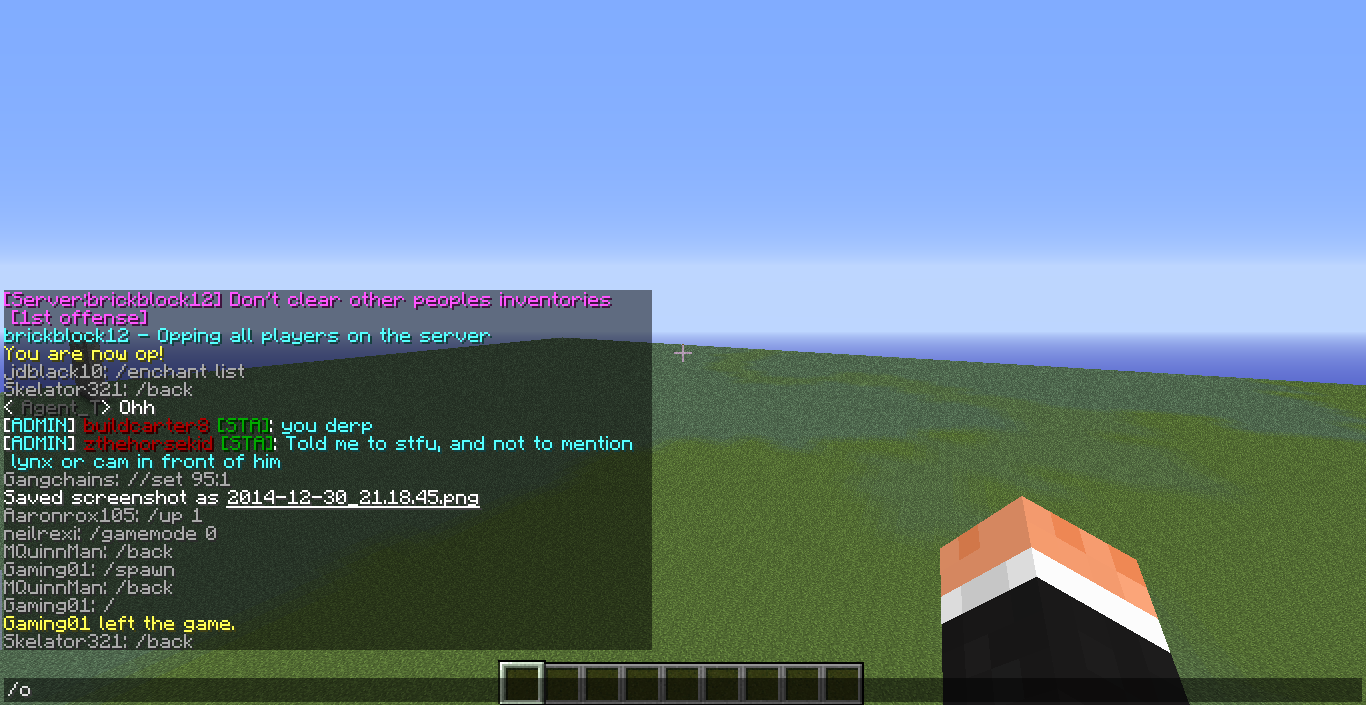 [Server:brickblock12] Don't clear other peoples inventories
[1st offense]
brickblock12 - Opping all players on the server
You are now op!
jdblack10: /enchant list
Skelator321: /back
< Agent_T> Ohh
[ADMIN] buildcarter8 [STA]: you derp
[ADMIN] zthehorsekid [STA]: Told me to stfu, and not to mention
lynx or cam in front of him
Gangchains: //set 95:1
Saved screenshot as 2014-12-30_21.18.45.png
Aaronrox105: /up 1
neilrexi: /gamemode 0
MQuinnMan: /back
Gaming01: /spawn
MQuinnMan: /back
Gaming01: /
Gaming01 left the game.
Skelator321: /back
/o